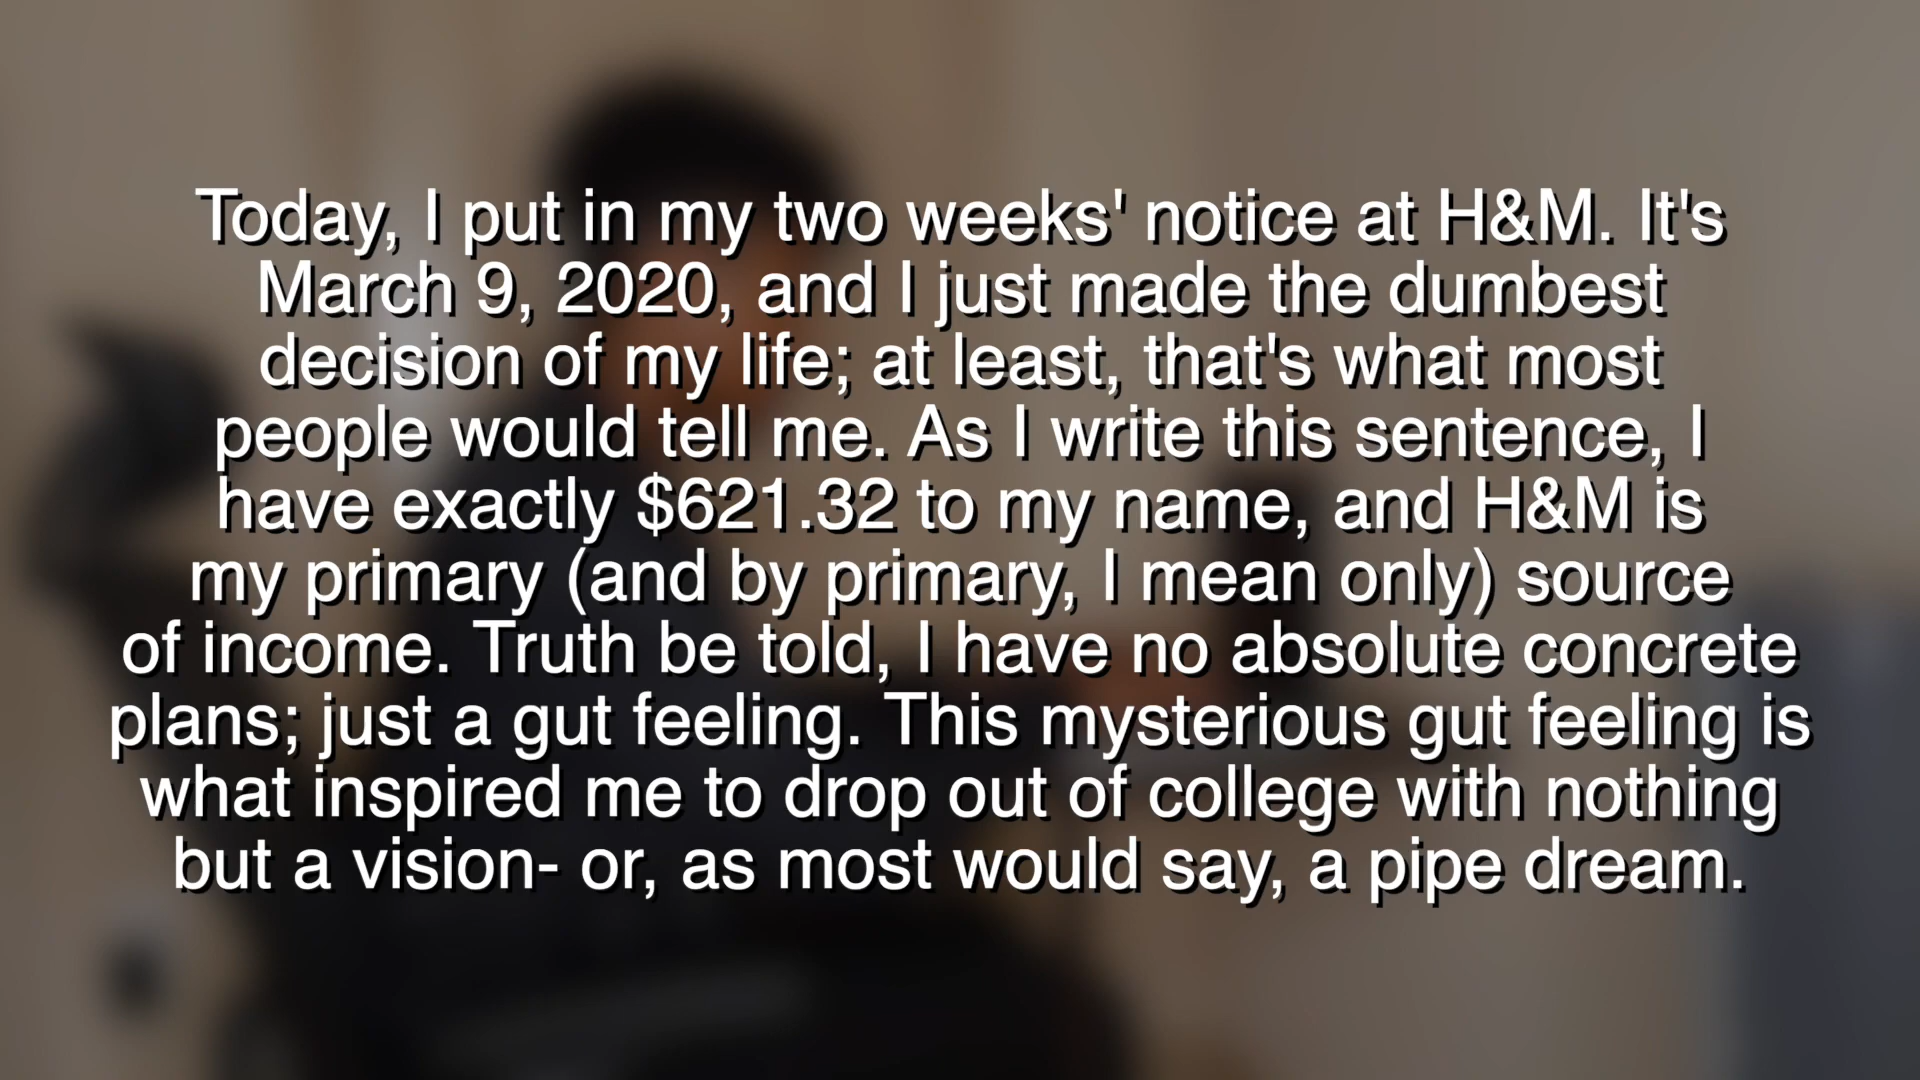 Today, I put in my two weeks' notice at H&M. It's
March 9, 2020, and I just made the dumbest
decision of my life; at least, that's what most
people would tell me. As I write this sentence, I
have exactly $621.32 to my name, and H&M is
my primary (and by primary, I mean only) source
of income. Truth be told, I have no absolute concrete
plans; just a gut feeling. This mysterious gut feeling is
what inspired me to drop out of college with nothing
but a vision- or, as most would say, a pipe dream.